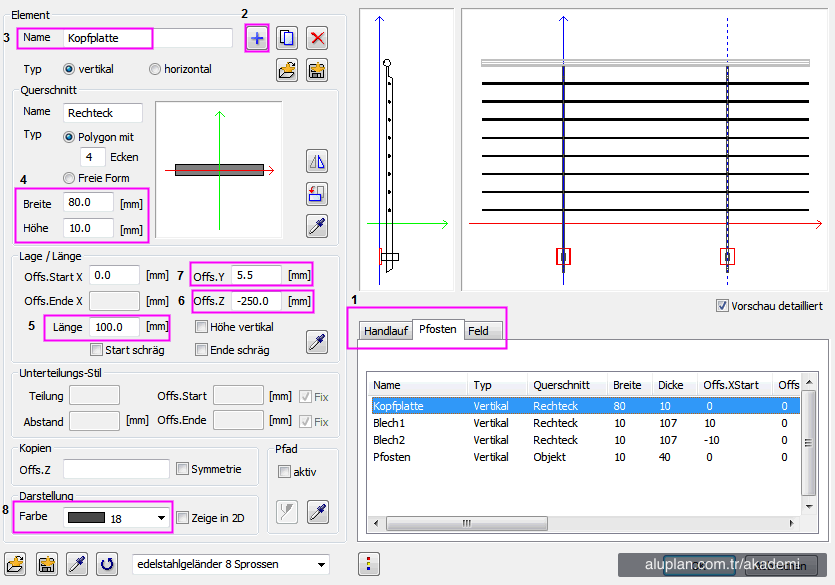 Element
2
3 Name Kopfplatte
Typ vertikal horizontal
Querschnitt
Name Rechteck
Typ Polygon mit
4 Ecken
Freie Form
4
Breite 80.0 [mm]
Höhe 10.0 [mm]
Lage / Länge
Offs.Start X 0.0 [mm] 7 Offs.Y 5.5 [mm]
Offs.Ende X [mm] 6 Offs.Z -250.0 [mm]
5 Länge 100.0 [mm] Höhe vertikal
Start schräg Ende schräg
Unterteilungs-Stil
Teilung Offs.Start [mm] Fix
Abstand [mm] Offs.Ende [mm] Fix
Kopien
Offs.Z Symmetrie
Pfad
aktiv
Darstellung
8 Farbe 18 Zeige in 2D
edelstahlgeländer 8 Sprossen
Vorschau detailliert
1
Handlauf Pfosten Feld
Name Typ Querschnitt Breite Dicke Offs.XStart Offs
Kopfplatte Vertikal Rechteck 80 10 0 0
Blech1 Vertikal Rechteck 10 107 10 0
Blech2 Vertikal Rechteck 10 107 -10 0
Pfosten Vertikal Objekt 10 40 0 0
aluplan.com.tr/akademi